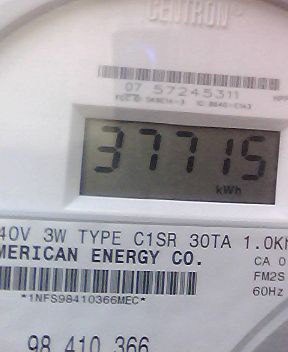 CENTRON
07 57245311
37715
kWh
40V 3W TYPE C1SR 30TA 1.0Kh
MERICAN ENERGY CO.
CA 0
FM2S
60Hz
*1NFS98410366MEC*
98 410 366